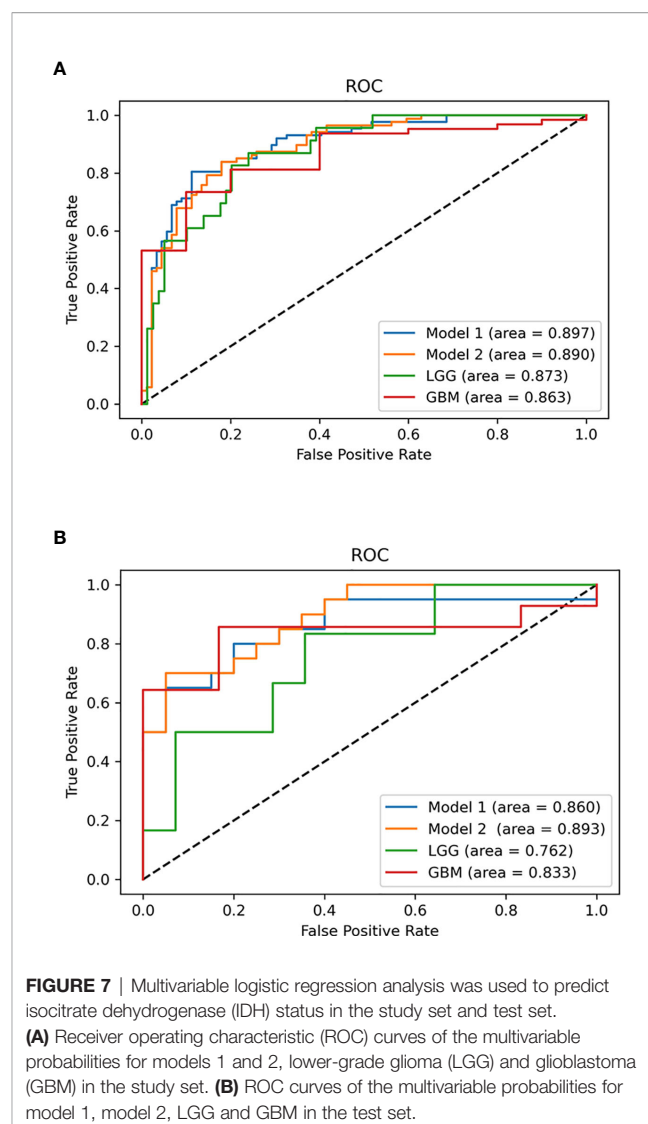 A
ROC
1.0
0.8
0.6
0.4
0.2
0.0
True Positive Rate
Model 1 (area = 0.897)
Model 2 (area = 0.890)
LGG (area = 0.873)
GBM (area = 0.863)
0.0 0.2 0.4 0.6 0.8 1.0
False Positive Rate
B
ROC
1.0
0.8
0.6
0.4
0.2
0.0
True Positive Rate
Model 1 (area = 0.860)
Model 2 (area = 0.893)
LGG (area = 0.762)
GBM (area = 0.833)
0.0 0.2 0.4 0.6 0.8 1.0
False Positive Rate
FIGURE 7 | Multivariable logistic regression analysis was used to predict
isocitrate dehydrogenase (IDH) status in the study set and test set.
(A) Receiver operating characteristic (ROC) curves of the multivariable
probabilities for models 1 and 2, lower-grade glioma (LGG) and glioblastoma
(GBM) in the study set. (B) ROC curves of the multivariable probabilities for
model 1, model 2, LGG and GBM in the test set.